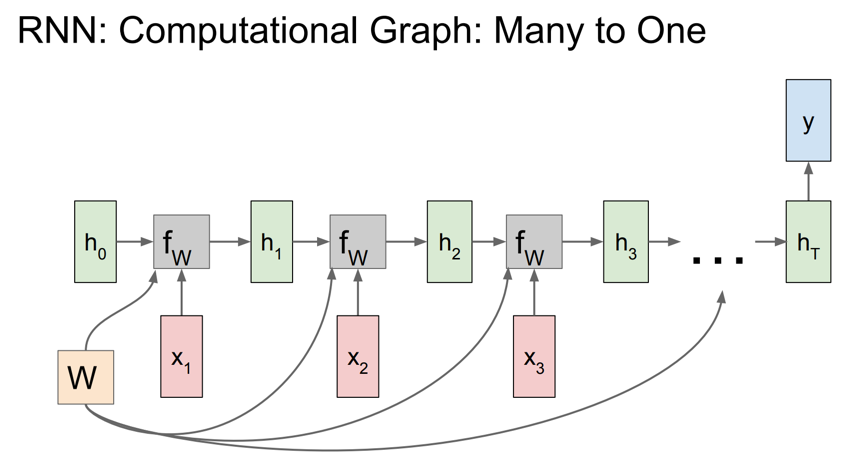 RNN: Computational Graph: Many to One
y
h0 fW h1 fW h2 fW h3 ... hT
x1 x2 x3
W